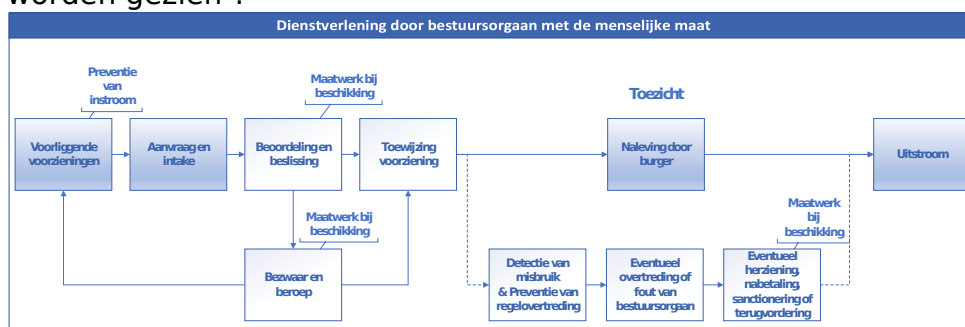 worden gezien .
Dienstverlening door bestuursorgaan met de menselijke maat
Preventie
van
instroom
Maatwerk bij
beschikking
Toezicht
Voorliggende
voorzieningen
Aanvraag en
intake
Beoordeling en
beslissing
Toewijzing
voorziening
Naleving door
burger
Uitstroom
Maatwerk bij
beschikking
Maatwerk
bij
beschikking
Bezwaar en
beroep
Detectie van
misbruik
& Preventie van
regelovertreding
Eventueel
overtreding of
fout van
bestuursorgaan
Eventueel
herziening,
nabetaling,
sanctionering of
terugvordering